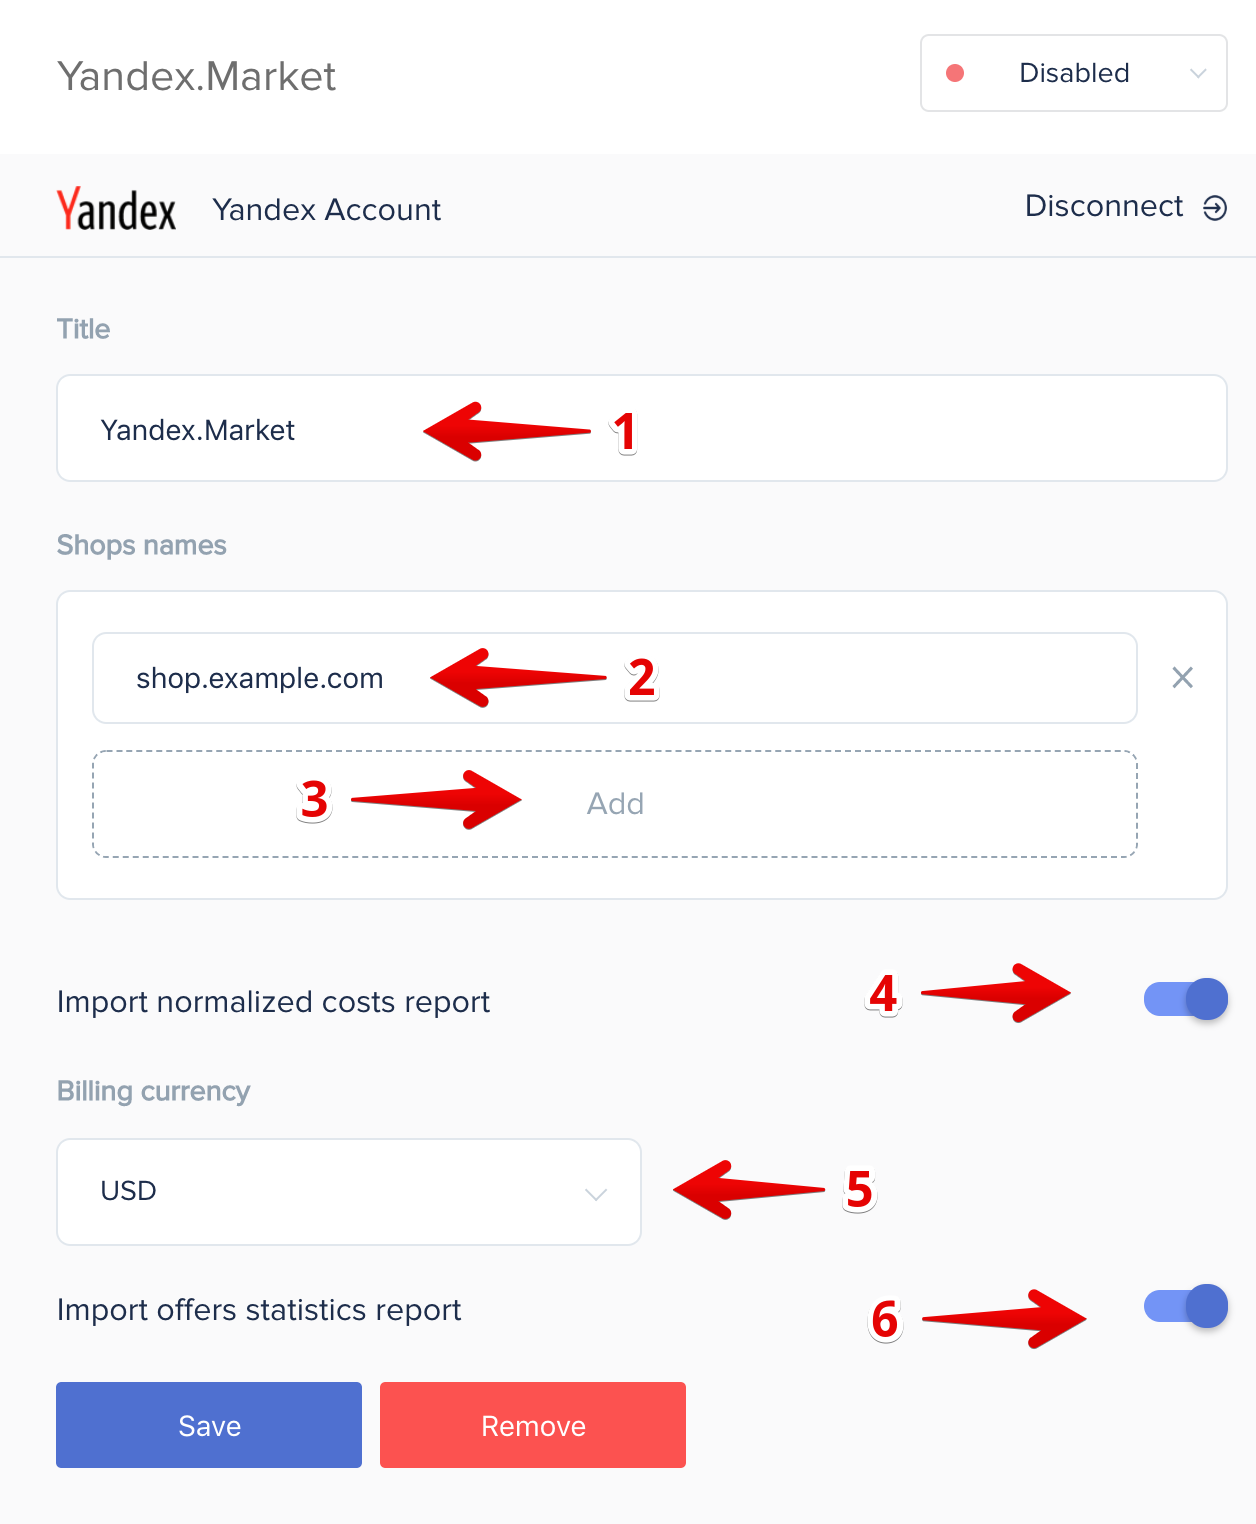 Yandex.Market
Disabled
Yandex Yandex Account
Disconnect
Title
Yandex.Market 1
Shops names
shop.example.com 2
3 Add
Import normalized costs report 4
Billing currency
USD 5
Import offers statistics report 6
Save Remove